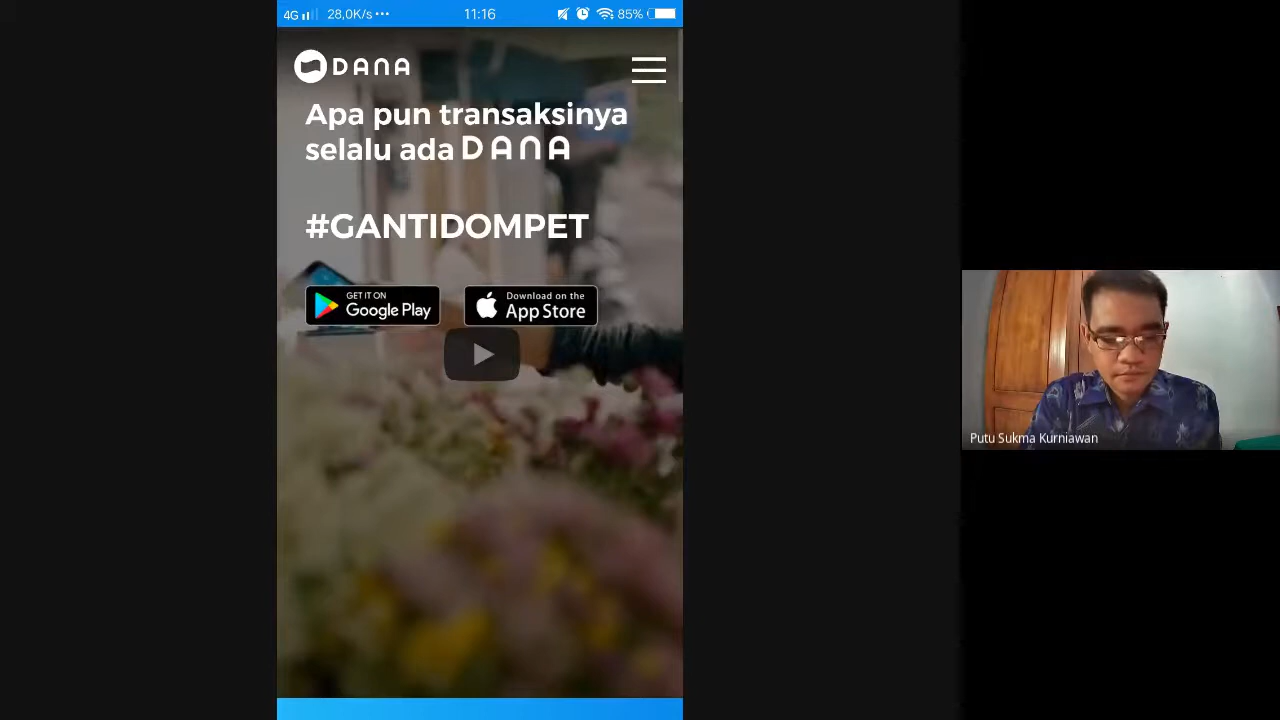 4G 28,0K/s ••• 11:16 85%
DANA
Apa pun transaksinya
selalu ada DANA
#GANTIDOMPET
GET IT ON
Google Play
Download on the
App Store
Putu Sukma Kurniawan